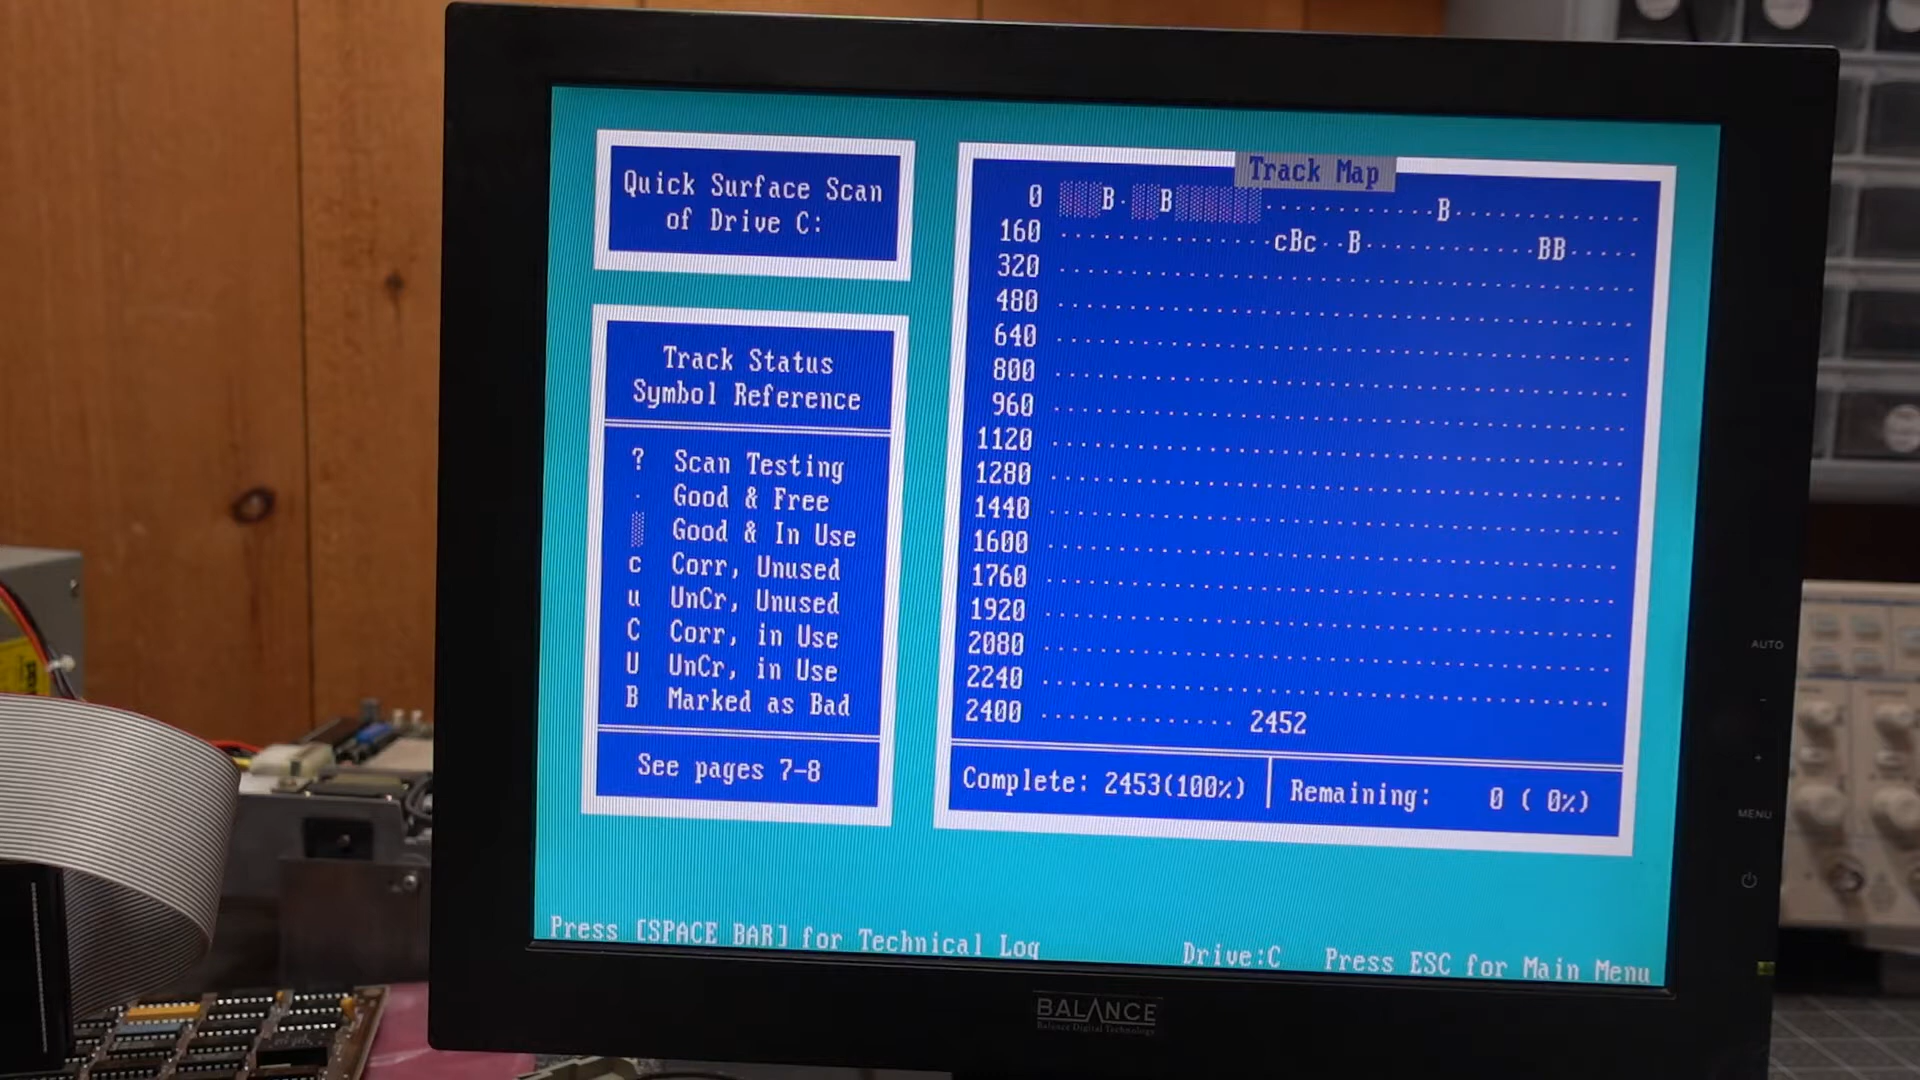 Quick Surface Scan
of Drive C:
Track Status
Symbol Reference
? Scan Testing
· Good & Free
░ Good & In Use
c Corr, Unused
u UnCr, Unused
C Corr, in Use
U UnCr, in Use
B Marked as Bad
See pages 7-8
Track Map
0 ░░░B·░░B░░░░░░············B·············
160 ···············cBc··B············BB·····
320 ········································
480 ········································
640 ········································
800 ········································
960 ········································
1120 ········································
1280 ········································
1440 ········································
1600 ········································
1760 ········································
1920 ········································
2080 ········································
2240 ········································
2400 ·············· 2452
Complete: 2453(100%) Remaining: 0 ( 0%)
Press [SPACE BAR] for Technical Log Drive:C Press ESC for Main Menu
AUTO
-
+
MENU
BALANCE
Balance Digital Technology